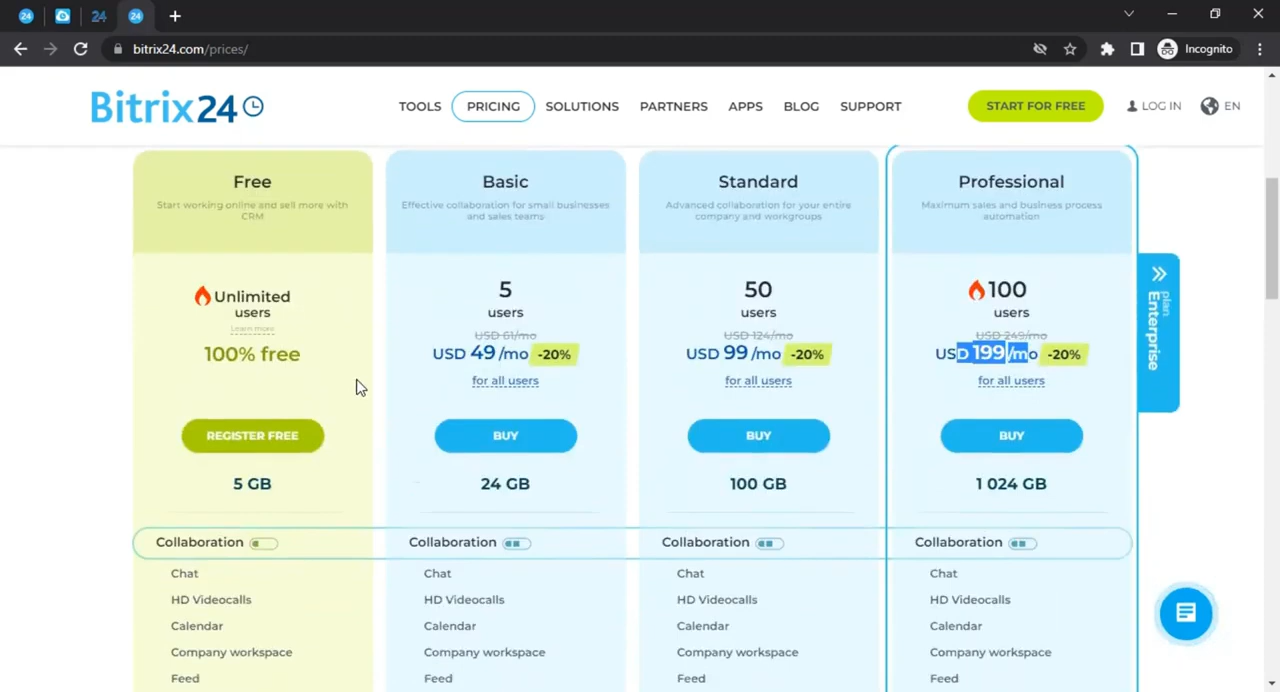 bitrix24.com/prices/
Incognito
Bitrix24
TOOLS
PRICING
SOLUTIONS
PARTNERS
APPS
BLOG
SUPPORT
START FOR FREE
LOG IN
EN
Free
Start working online and sell more with
CRM
Unlimited
users
Learn more
100% free
REGISTER FREE
5 GB
Collaboration
Chat
HD Videocalls
Calendar
Company workspace
Feed
Basic
Effective collaboration for small businesses
and sales teams
5
users
USD 61/mo
USD 49 /mo -20%
for all users
BUY
24 GB
Collaboration
Chat
HD Videocalls
Calendar
Company workspace
Feed
Standard
Advanced collaboration for your entire
company and workgroups
50
users
USD 124/mo
USD 99 /mo -20%
for all users
BUY
100 GB
Collaboration
Chat
HD Videocalls
Calendar
Company workspace
Feed
Professional
Maximum sales and business process
automation
100
users
USD 249/mo
USD 199 /mo -20%
for all users
BUY
1 024 GB
Collaboration
Chat
HD Videocalls
Calendar
Company workspace
Feed
plan
Enterprise
24
24
24